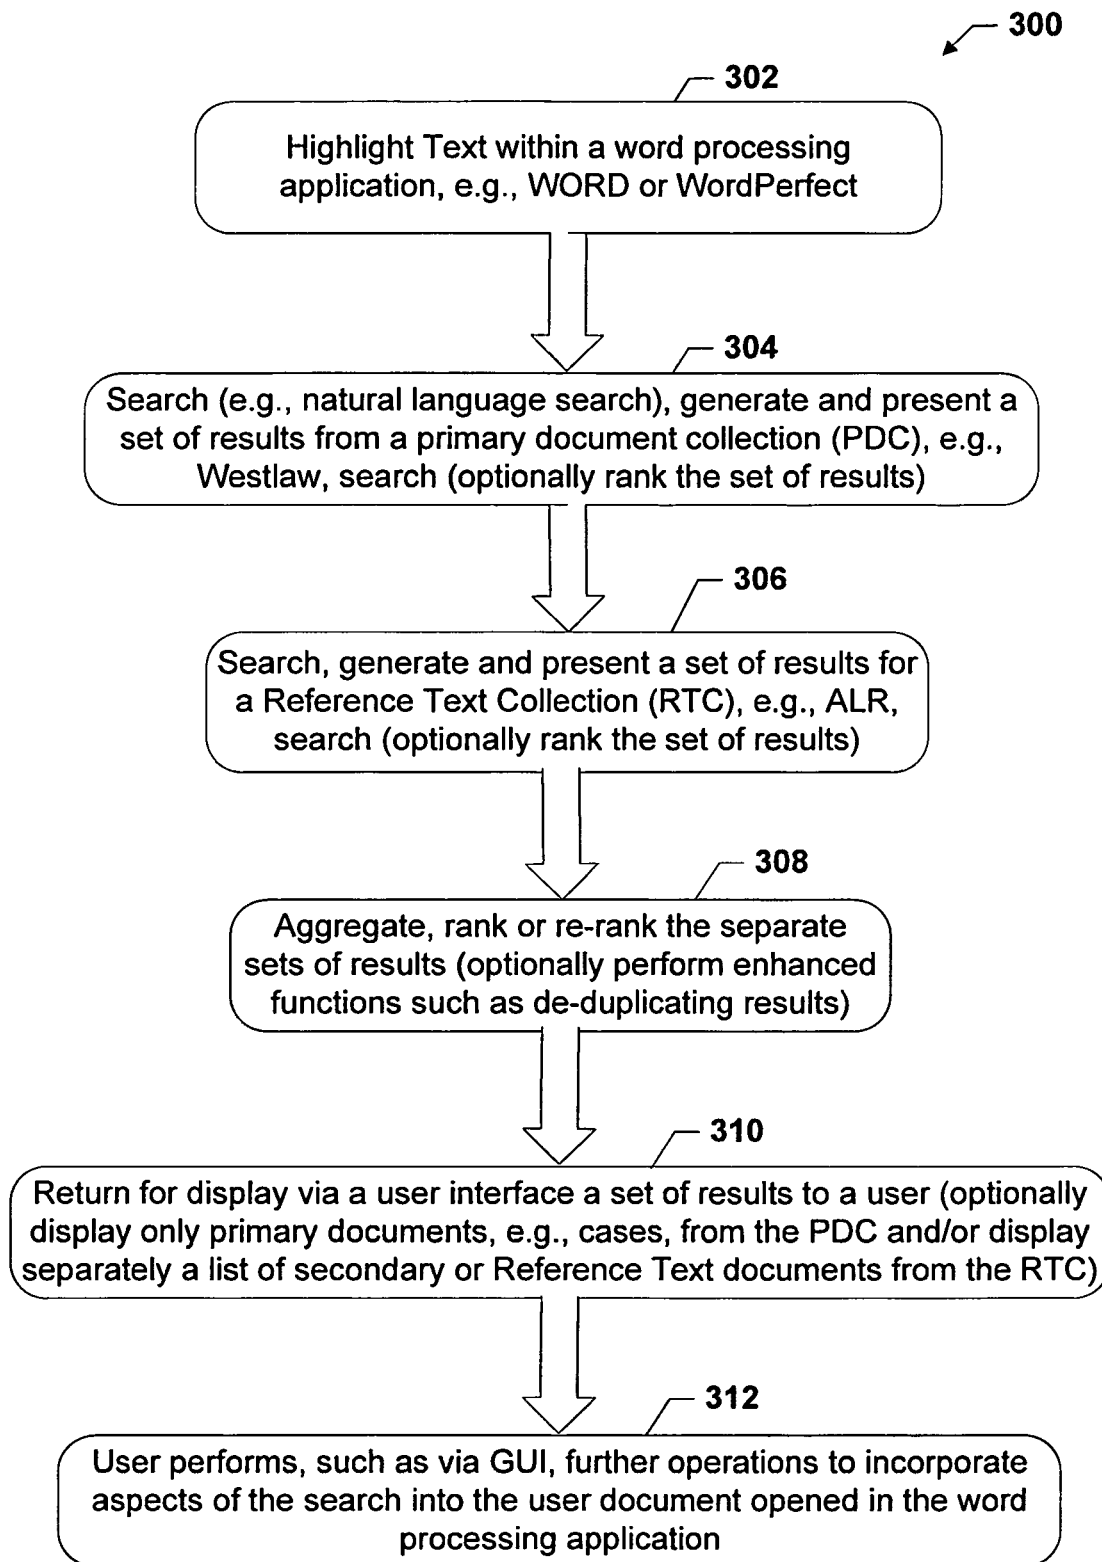 300
302
Highlight Text within a word processing
application, e.g., WORD or WordPerfect
304
Search (e.g., natural language search), generate and present a
set of results from a primary document collection (PDC), e.g.,
Westlaw, search (optionally rank the set of results)
306
Search, generate and present a set of results for
a Reference Text Collection (RTC), e.g., ALR,
search (optionally rank the set of results)
308
Aggregate, rank or re-rank the separate
sets of results (optionally perform enhanced
functions such as de-duplicating results)
310
Return for display via a user interface a set of results to a user (optionally
display only primary documents, e.g., cases, from the PDC and/or display
separately a list of secondary or Reference Text documents from the RTC)
312
User performs, such as via GUI, further operations to incorporate
aspects of the search into the user document opened in the word
processing application